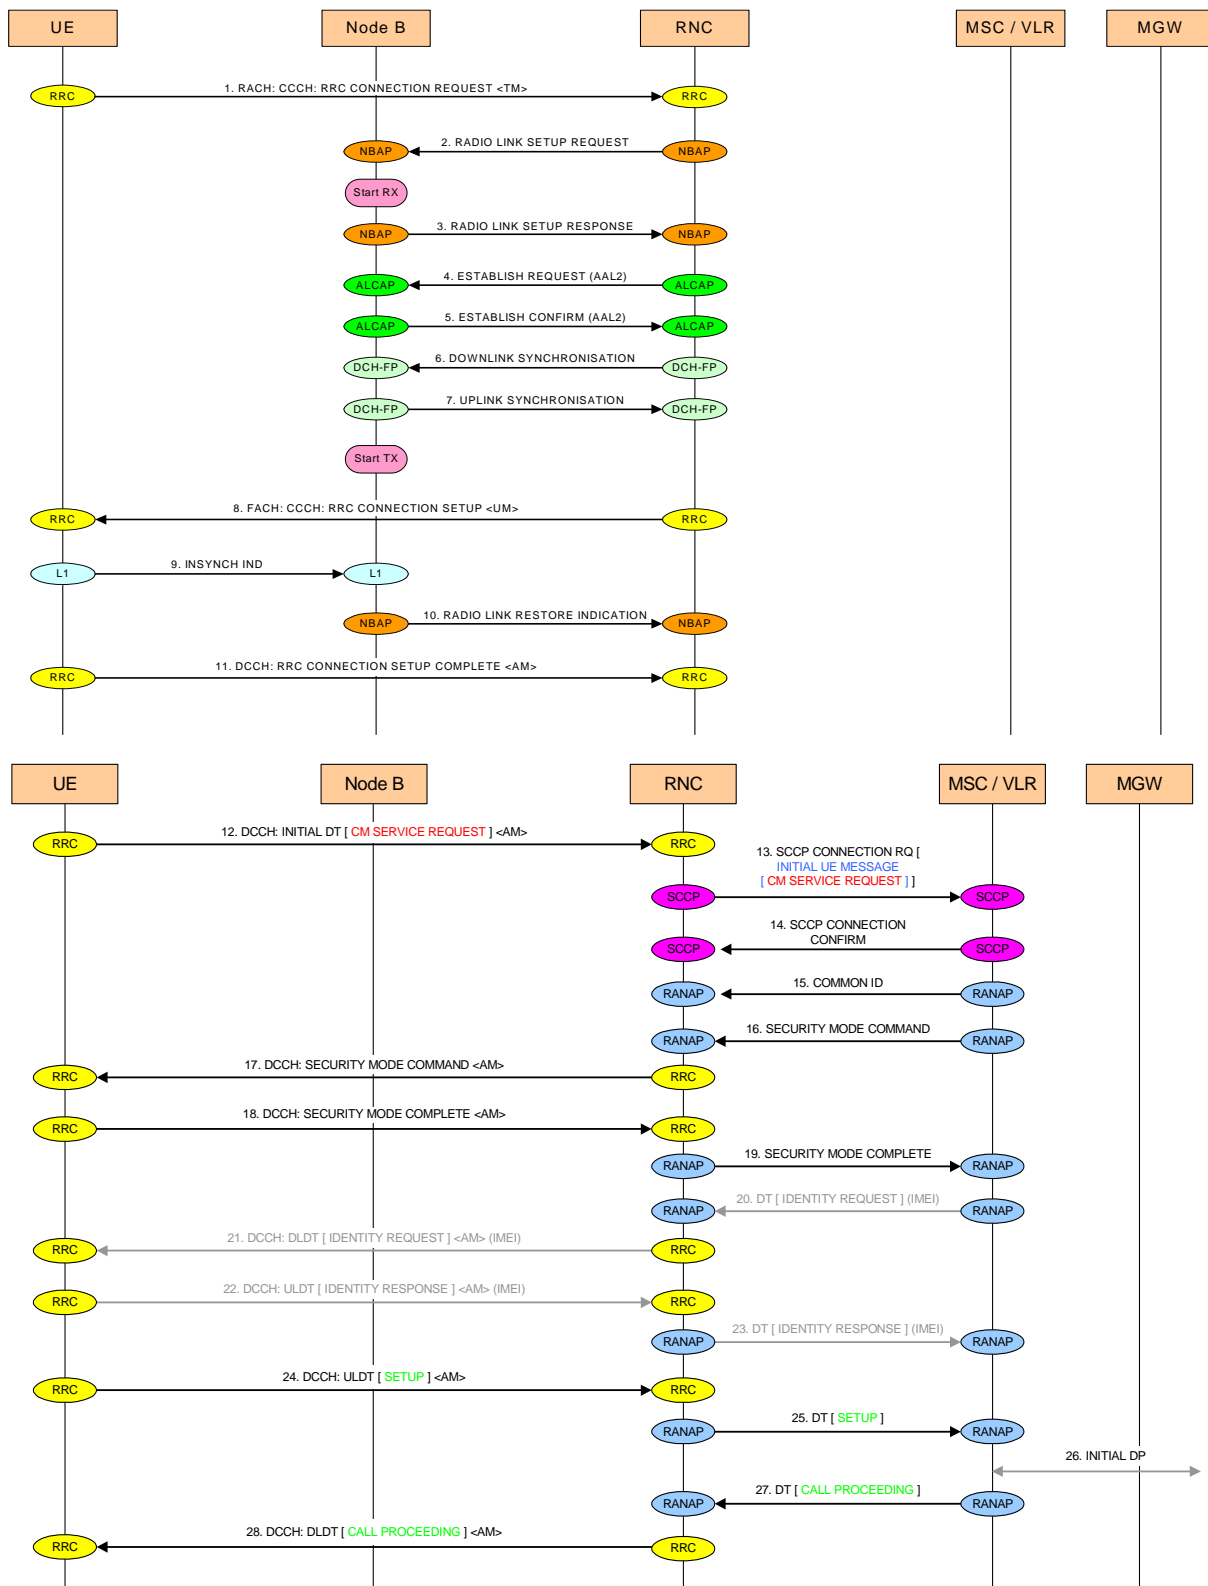 UE
Node B
RNC
MSC / VLR
MGW
1. RACH: CCCH: RRC CONNECTION REQUEST <TM>
RRC
RRC
2. RADIO LINK SETUP REQUEST
NBAP
NBAP
Start RX
3. RADIO LINK SETUP RESPONSE
NBAP
NBAP
4. ESTABLISH REQUEST (AAL2)
ALCAP
ALCAP
5. ESTABLISH CONFIRM (AAL2)
ALCAP
ALCAP
6. DOWNLINK SYNCHRONISATION
DCH-FP
DCH-FP
7. UPLINK SYNCHRONISATION
DCH-FP
DCH-FP
Start TX
8. FACH: CCCH: RRC CONNECTION SETUP <UM>
RRC
RRC
9. INSYNCH IND
L1
L1
10. RADIO LINK RESTORE INDICATION
NBAP
NBAP
11. DCCH: RRC CONNECTION SETUP COMPLETE <AM>
RRC
RRC
UE
Node B
RNC
MSC / VLR
MGW
12. DCCH: INITIAL DT [ CM SERVICE REQUEST ] <AM>
RRC
RRC
13. SCCP CONNECTION RQ [
INITIAL UE MESSAGE
[ CM SERVICE REQUEST ] ]
SCCP
SCCP
14. SCCP CONNECTION
CONFIRM
SCCP
SCCP
15. COMMON ID
RANAP
RANAP
16. SECURITY MODE COMMAND
RANAP
RANAP
17. DCCH: SECURITY MODE COMMAND <AM>
RRC
RRC
18. DCCH: SECURITY MODE COMPLETE <AM>
RRC
RRC
19. SECURITY MODE COMPLETE
RANAP
RANAP
20. DT [ IDENTITY REQUEST ] (IMEI)
RANAP
RANAP
21. DCCH: DLDT [ IDENTITY REQUEST ] <AM> (IMEI)
RRC
RRC
22. DCCH: ULDT [ IDENTITY RESPONSE ] <AM> (IMEI)
RRC
RRC
23. DT [ IDENTITY RESPONSE ] (IMEI)
RANAP
RANAP
24. DCCH: ULDT [ SETUP ] <AM>
RRC
RRC
25. DT [ SETUP ]
RANAP
RANAP
26. INITIAL DP
27. DT [ CALL PROCEEDING ]
RANAP
RANAP
28. DCCH: DLDT [ CALL PROCEEDING ] <AM>
RRC
RRC